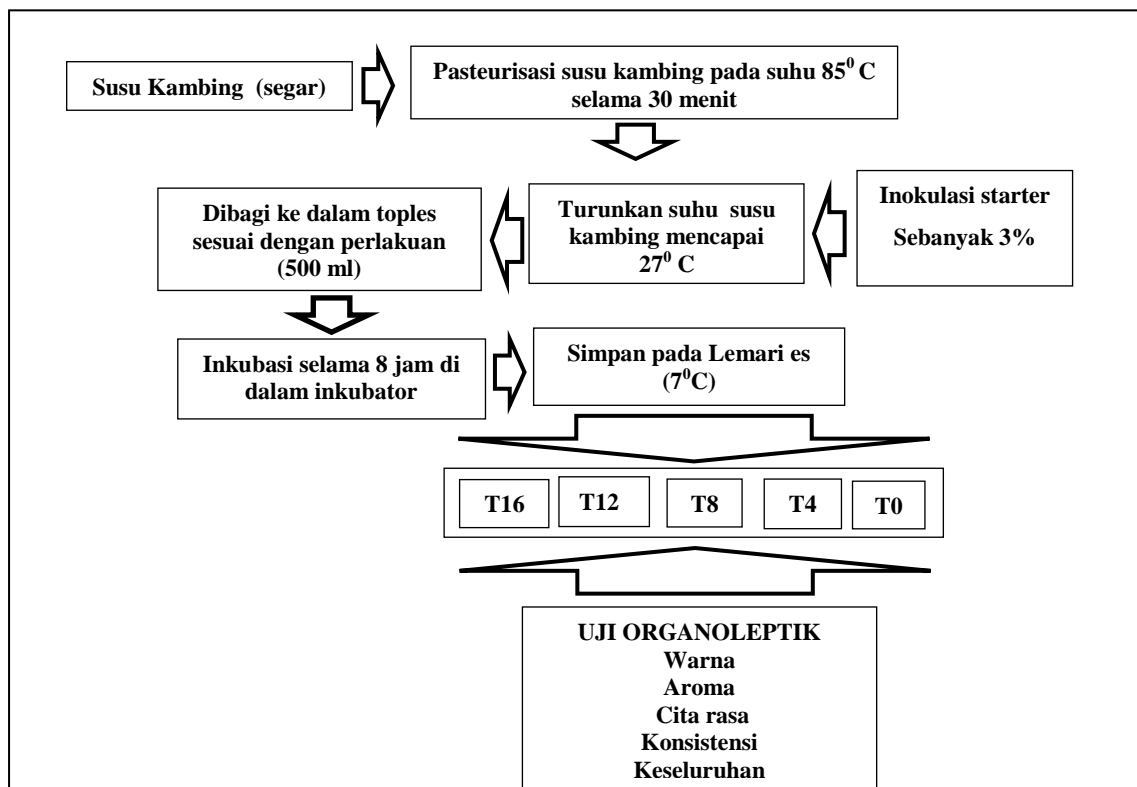 Susu Kambing (segar)
Pasteurisasi susu kambing pada suhu 85⁰ C
selama 30 menit
Inokulasi starter
Sebanyak 3%
Turunkan suhu susu
kambing mencapai
27⁰ C
Dibagi ke dalam toples
sesuai dengan perlakuan
(500 ml)
Inkubasi selama 8 jam di
dalam inkubator
Simpan pada Lemari es
(7⁰C)
T16 T12 T8 T4 T0
UJI ORGANOLEPTIK
Warna
Aroma
Cita rasa
Konsistensi
Keseluruhan